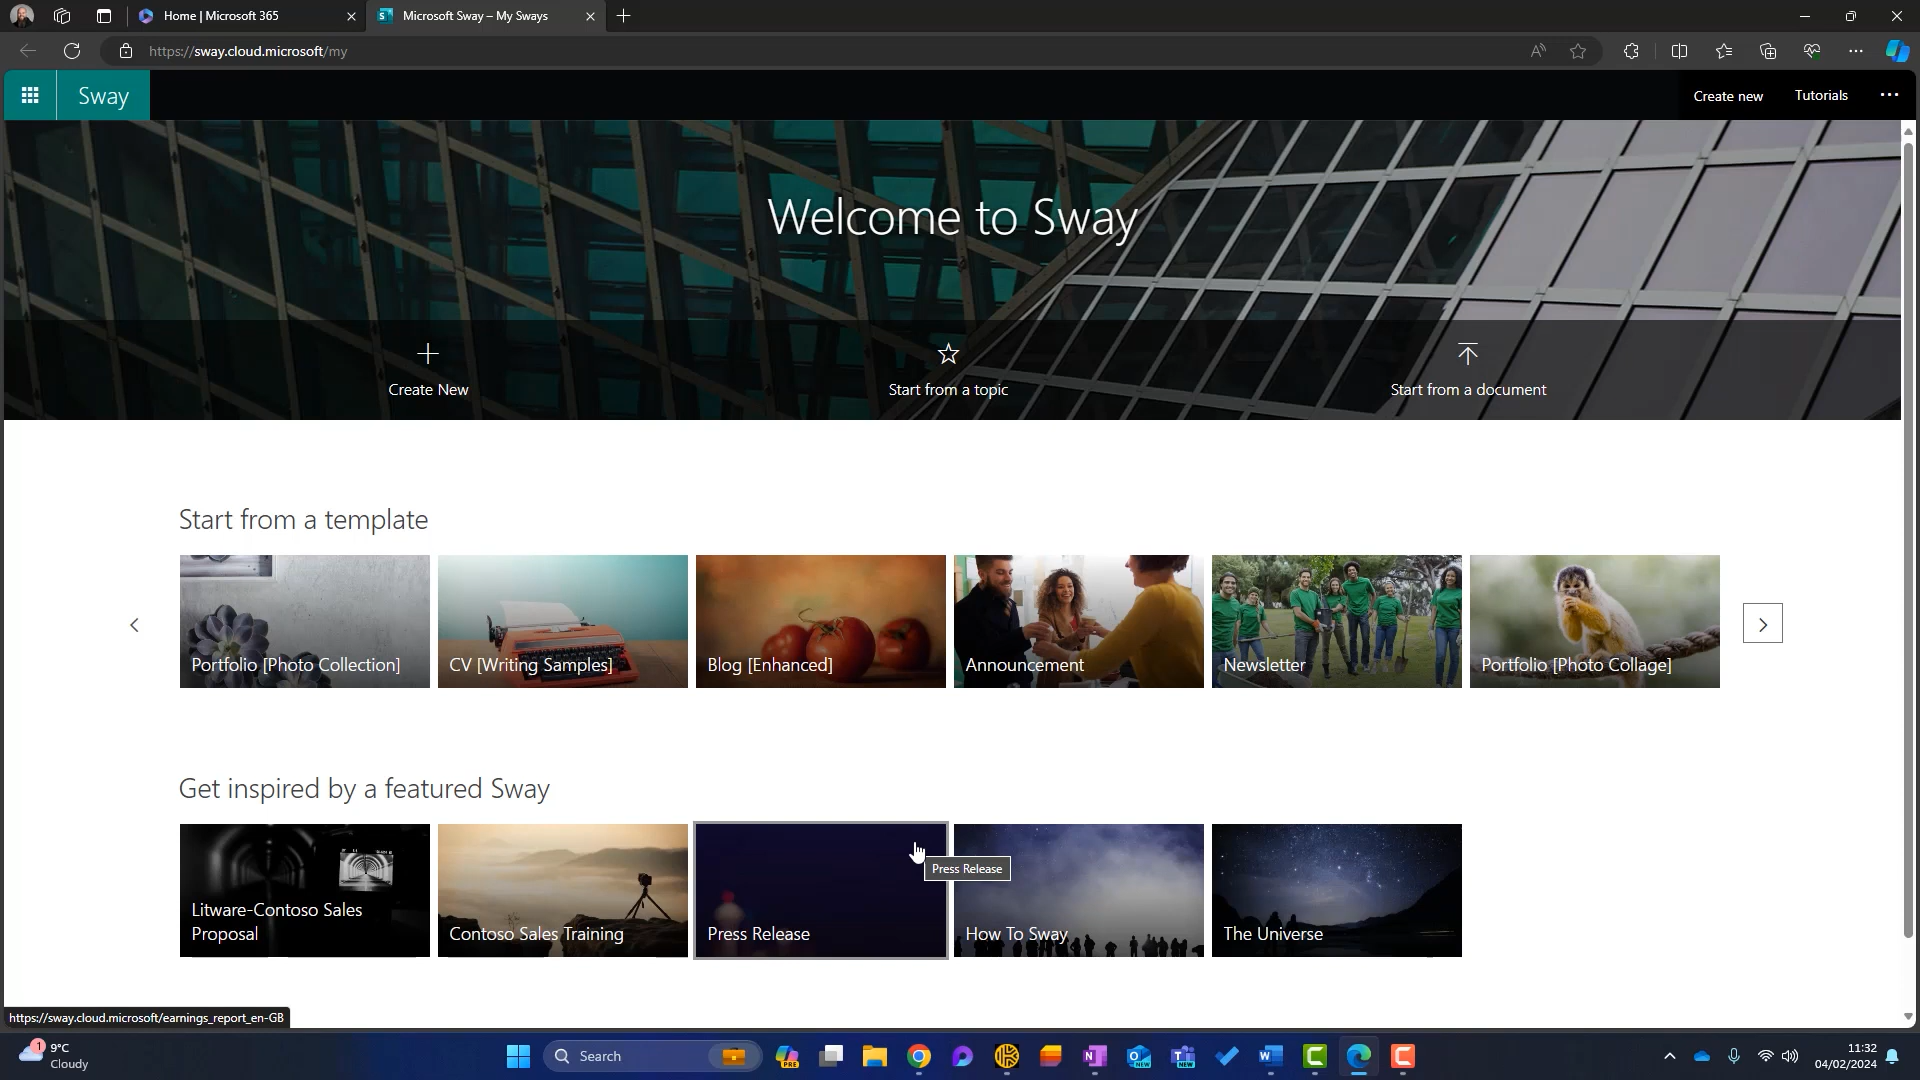 Home | Microsoft 365
Microsoft Sway – My Sways
https://sway.cloud.microsoft/my
Sway
Create new
Tutorials
Welcome to Sway
Create New
Start from a topic
Start from a document
Start from a template
Portfolio [Photo Collection]
CV [Writing Samples]
Blog [Enhanced]
Announcement
Newsletter
Portfolio [Photo Collage]
Get inspired by a featured Sway
Litware-Contoso Sales
Proposal
Contoso Sales Training
Press Release
Press Release
How To Sway
The Universe
https://sway.cloud.microsoft/earnings_report_en-GB
1
9°C
Cloudy
Search
PRE
NEW
NEW
11:32
04/02/2024